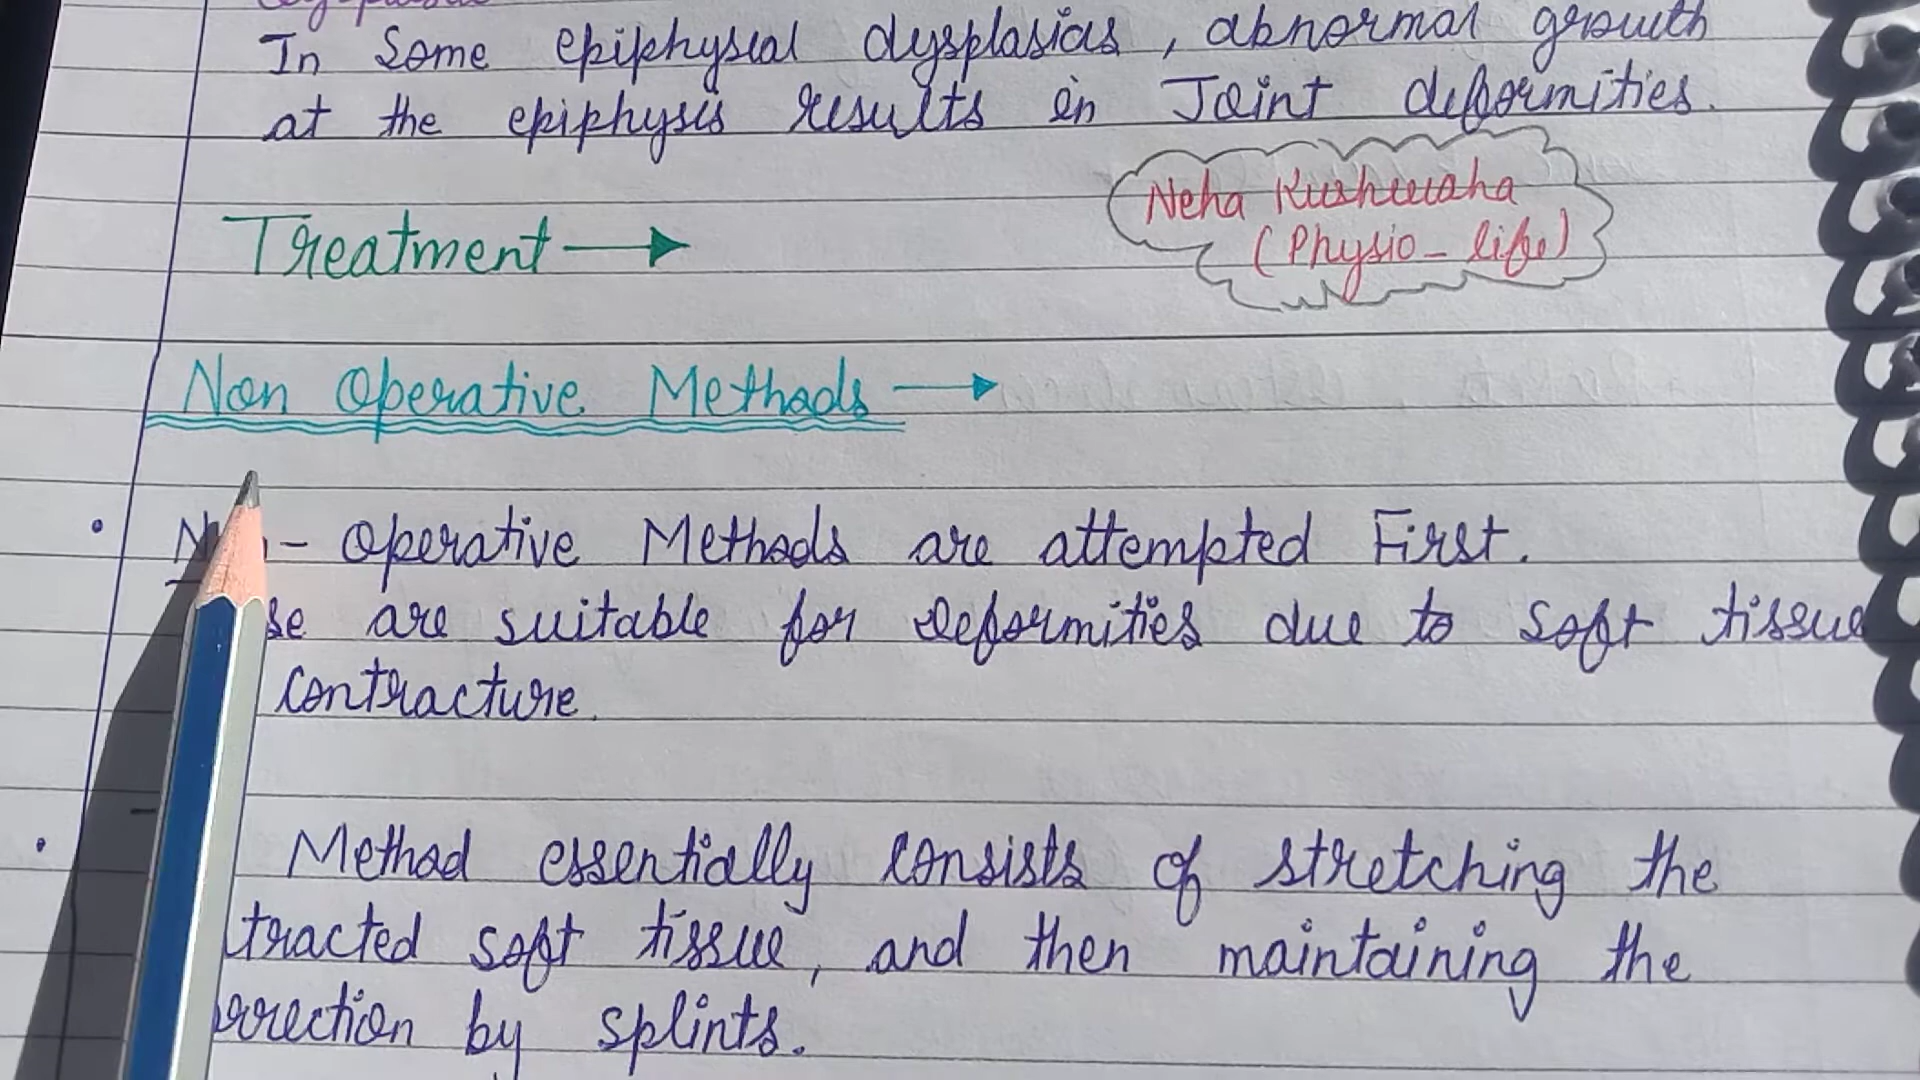 In Some epiphyseal dysplasias, abnormal growth
at the epiphysis results in Joint deformities.
Neha Kushwaha
(Physio-life)
Treatment →
Non Operative Methods →
• - Operative Methods are attempted First.
are suitable for deformities due to soft tissue
contracture.
• Method essentially consists of stretching the
tracted soft tissue, and then maintaining the
rrection by splints.